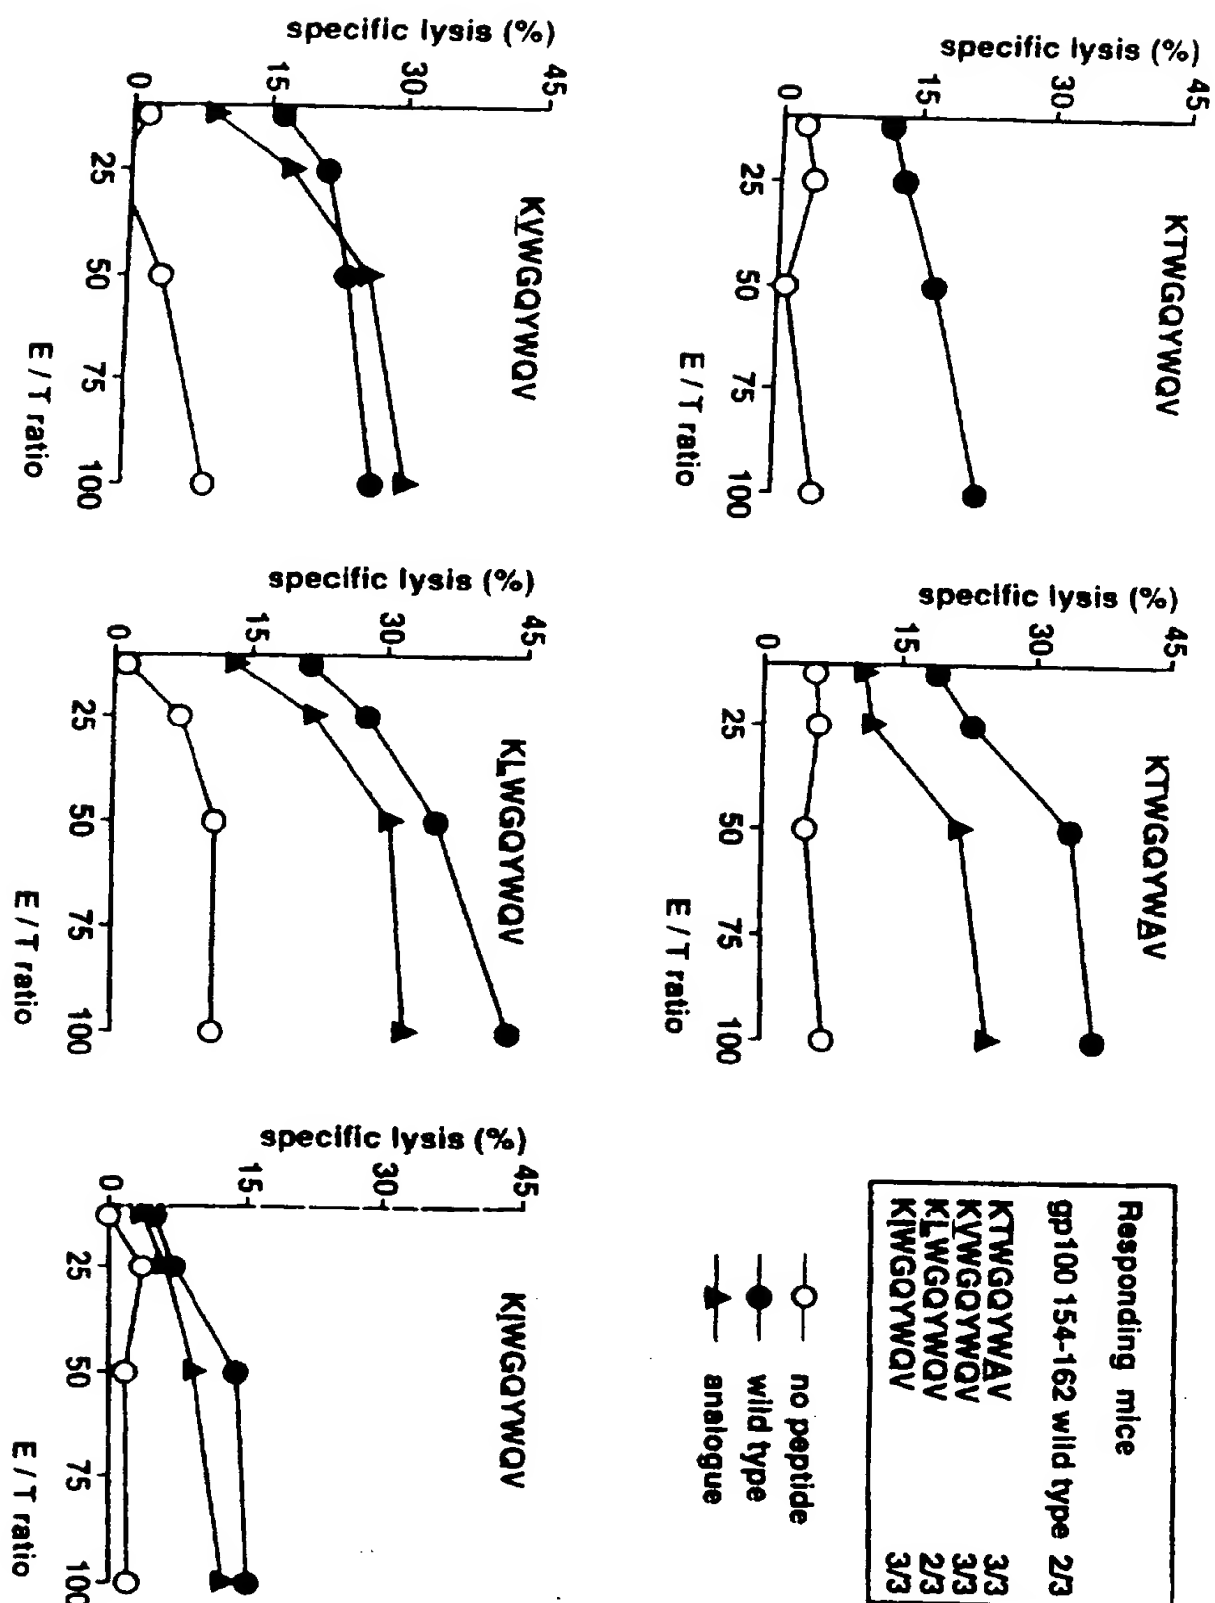 KTWGQYWQV
specific lysis (%)
45
30
15
0
25 50 75 100
E / T ratio
KTWGQYWAV
specific lysis (%)
45
30
15
0
25 50 75 100
E / T ratio
Responding mice
gp100 154-162 wild type 2/3
KTWGQYWAV 3/3
KVWGQYWQV 3/3
KLWGQYWQV 2/3
KIWGQYWQV 3/3
no peptide
wild type
analogue
KVWGQYWQV
specific lysis (%)
45
30
15
0
25 50 75 100
E / T ratio
KLWGQYWQV
specific lysis (%)
45
30
15
0
25 50 75 100
E / T ratio
KIWGQYWQV
specific lysis (%)
45
30
15
0
25 50 75 100
E / T ratio